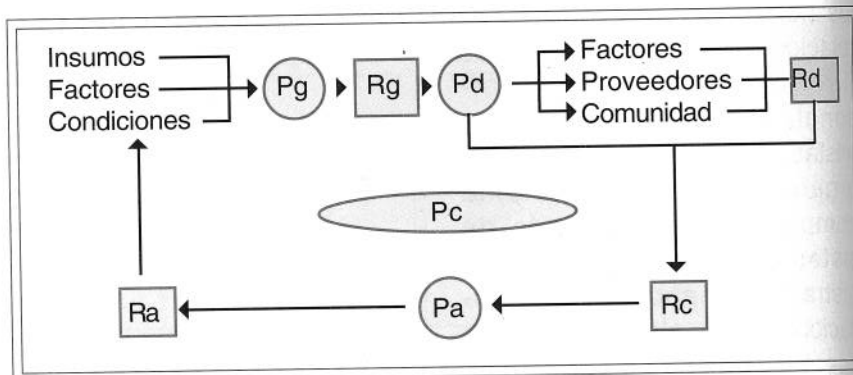 Insumos
Factores
Condiciones
Pg
Rg
Pd
Factores
Proveedores
Comunidad
Rd
Pc
Ra
Pa
Rc